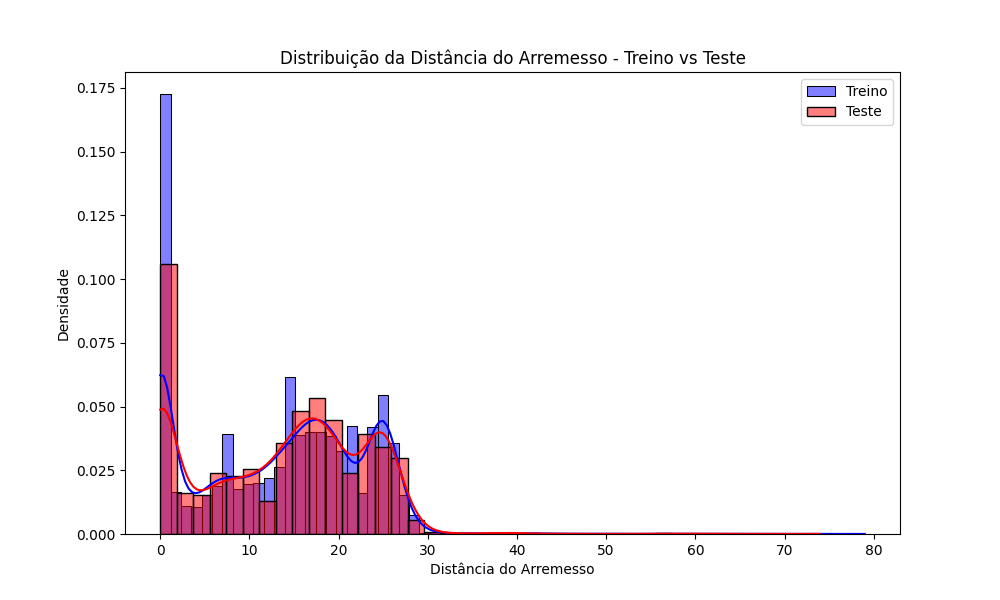 Distribuição da Distância do Arremesso - Treino vs Teste
Treino
Teste
Densidade
0.175
0.150
0.125
0.100
0.075
0.050
0.025
0.000
0 10 20 30 40 50 60 70 80
Distância do Arremesso